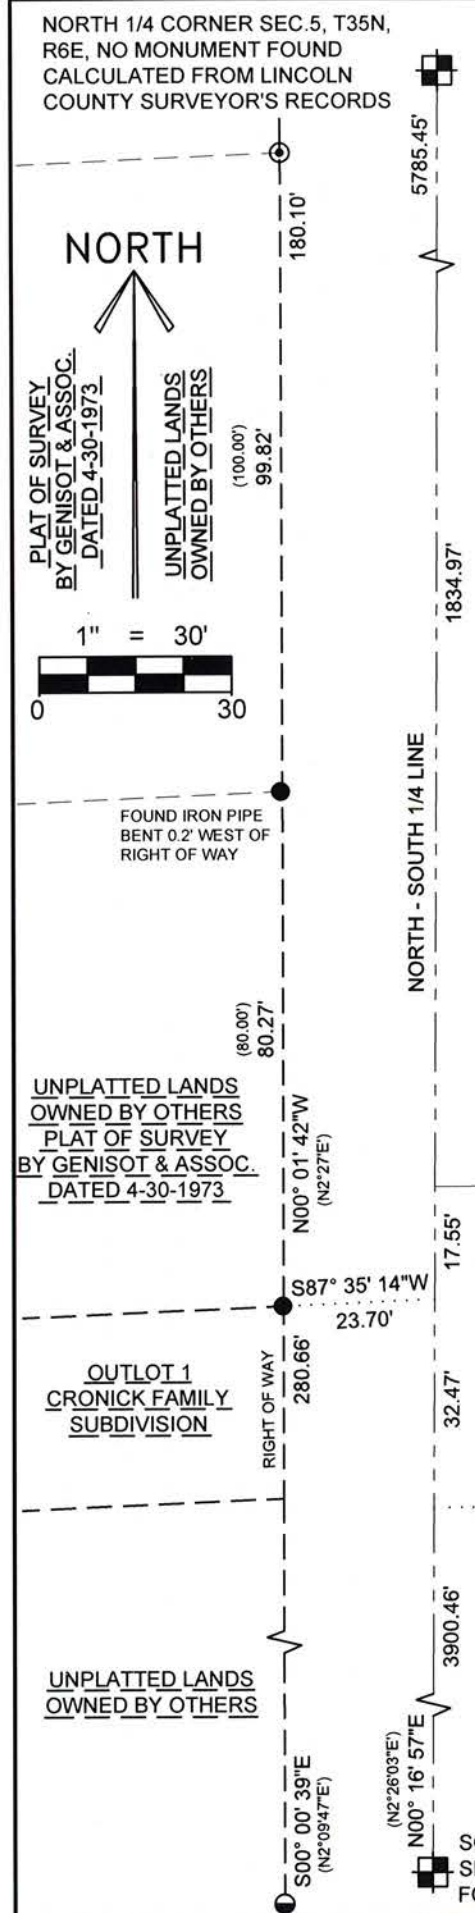 NORTH 1/4 CORNER SEC.5, T35N,
R6E, NO MONUMENT FOUND
CALCULATED FROM LINCOLN
COUNTY SURVEYOR'S RECORDS
5785.45'
180.10'
NORTH
PLAT OF SURVEY
BY GENISOT & ASSOC.
DATED 4-30-1973
UNPLATTED LANDS
OWNED BY OTHERS
(100.00')
99.82'
1834.97'
1" = 30'
0 30
NORTH - SOUTH 1/4 LINE
FOUND IRON PIPE
BENT 0.2' WEST OF
RIGHT OF WAY
(80.00')
80.27'
UNPLATTED LANDS
OWNED BY OTHERS
PLAT OF SURVEY
BY GENISOT & ASSOC.
DATED 4-30-1973
N00° 01' 42"W
(N2°27'E')
17.55'
S87° 35' 14"W
23.70'
OUTLOT 1
CRONICK FAMILY
SUBDIVISION
RIGHT OF WAY
280.66'
32.47'
3900.46'
UNPLATTED LANDS
OWNED BY OTHERS
S00° 00' 39"E
(N2°09'47"E')
(N2°26'03"E')
N00° 16' 57"E